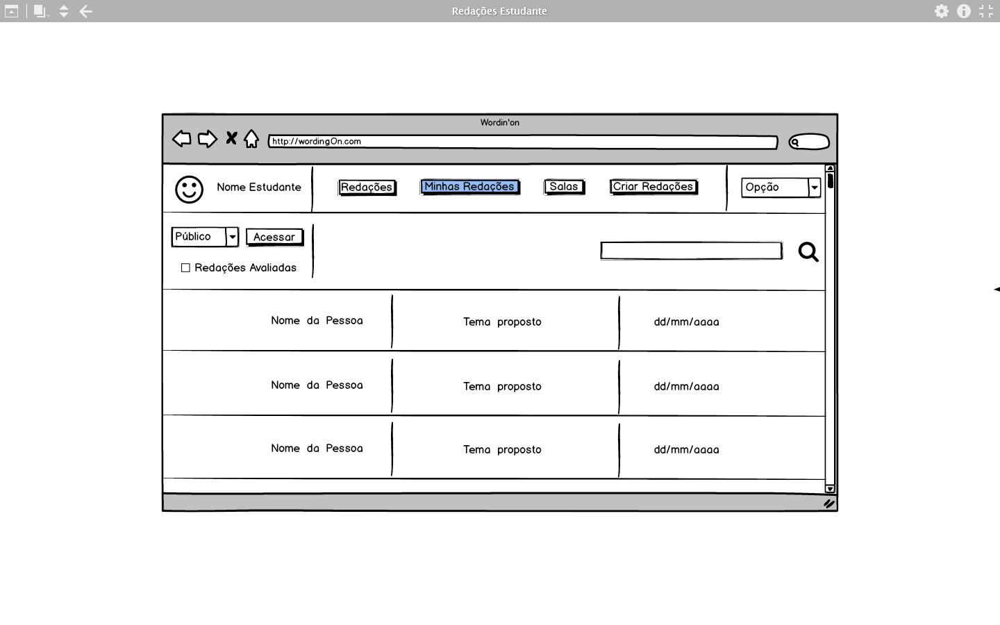 Redações Estudante
Wordin'on
http://wordingOn.com
Nome Estudante
Redações
Minhas Redações
Salas
Criar Redações
Opção
Público
Acessar
Redações Avaliadas
Nome da Pessoa
Tema proposto
dd/mm/aaaa
Nome da Pessoa
Tema proposto
dd/mm/aaaa
Nome da Pessoa
Tema proposto
dd/mm/aaaa